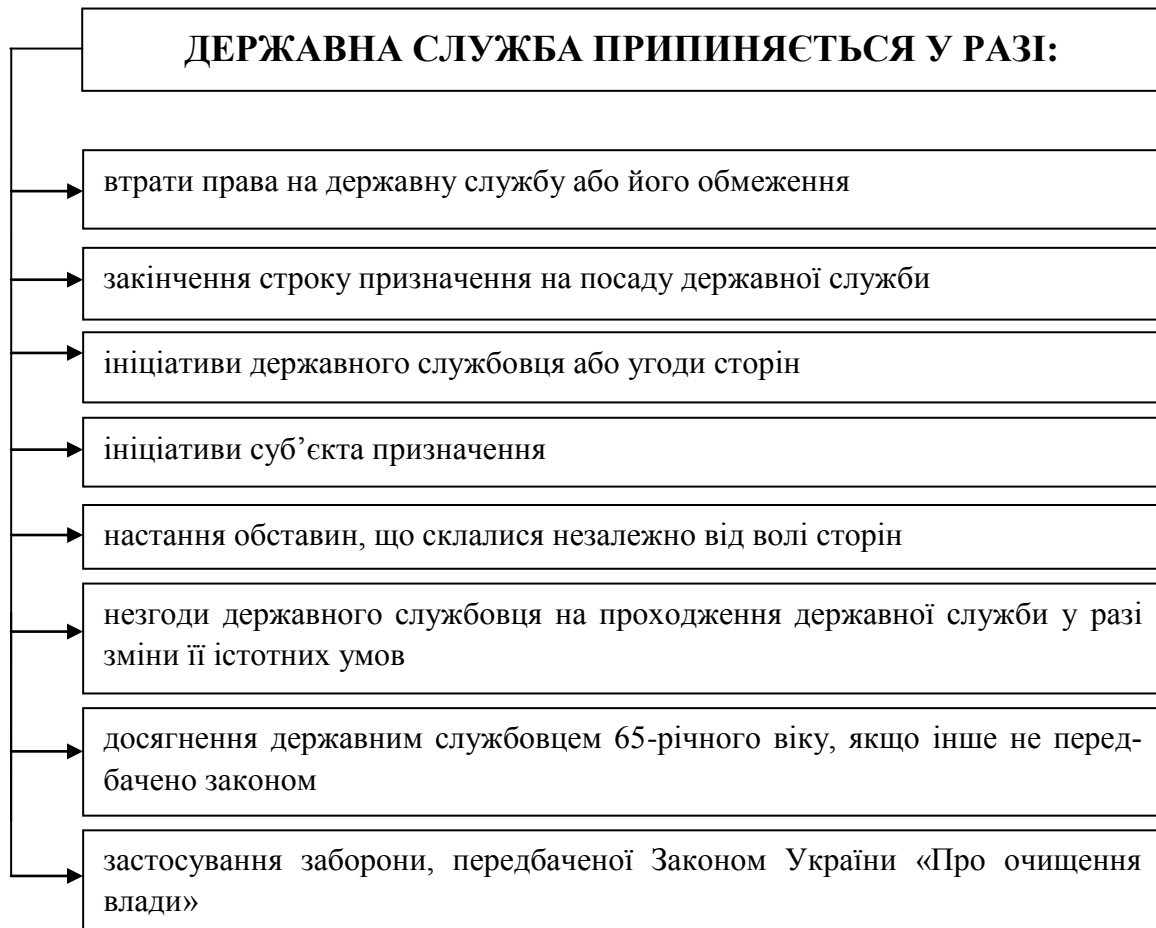 ДЕРЖАВНА СЛУЖБА ПРИПИНЯЄТЬСЯ У РАЗІ:
втрати права на державну службу або його обмеження
закінчення строку призначення на посаду державної служби
ініціативи державного службовця або угоди сторін
ініціативи суб’єкта призначення
настання обставин, що склалися незалежно від волі сторін
незгоди державного службовця на проходження державної служби у разі
зміни її істотних умов
досягнення державним службовцем 65-річного віку, якщо інше не перед-
бачено законом
застосування заборони, передбаченої Законом України «Про очищення
влади»